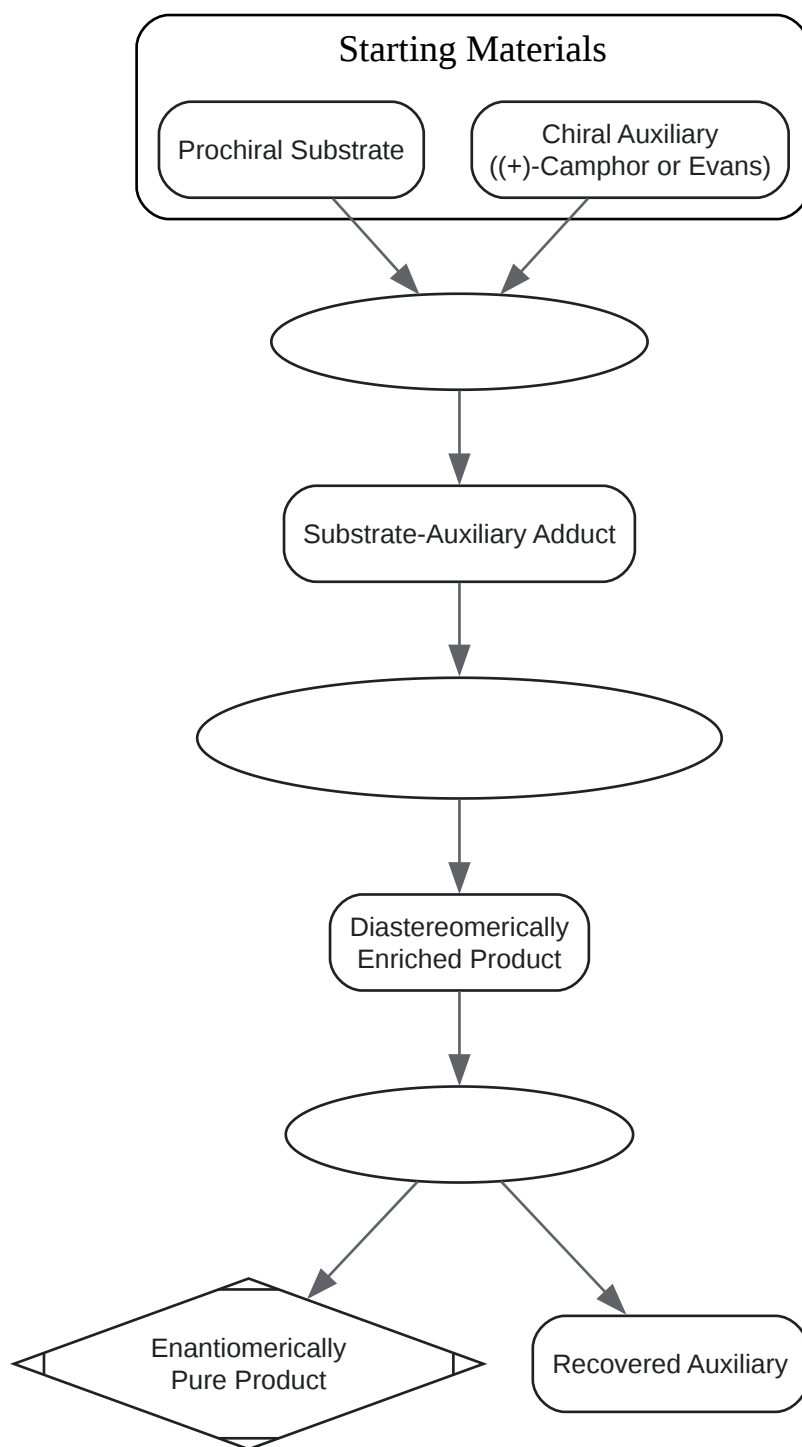 Starting Materials
Prochiral Substrate
Chiral Auxiliary
((+)-Camphor or Evans)
Substrate-Auxiliary Adduct
Diastereomerically
Enriched Product
Enantiomerically
Pure Product
Recovered Auxiliary